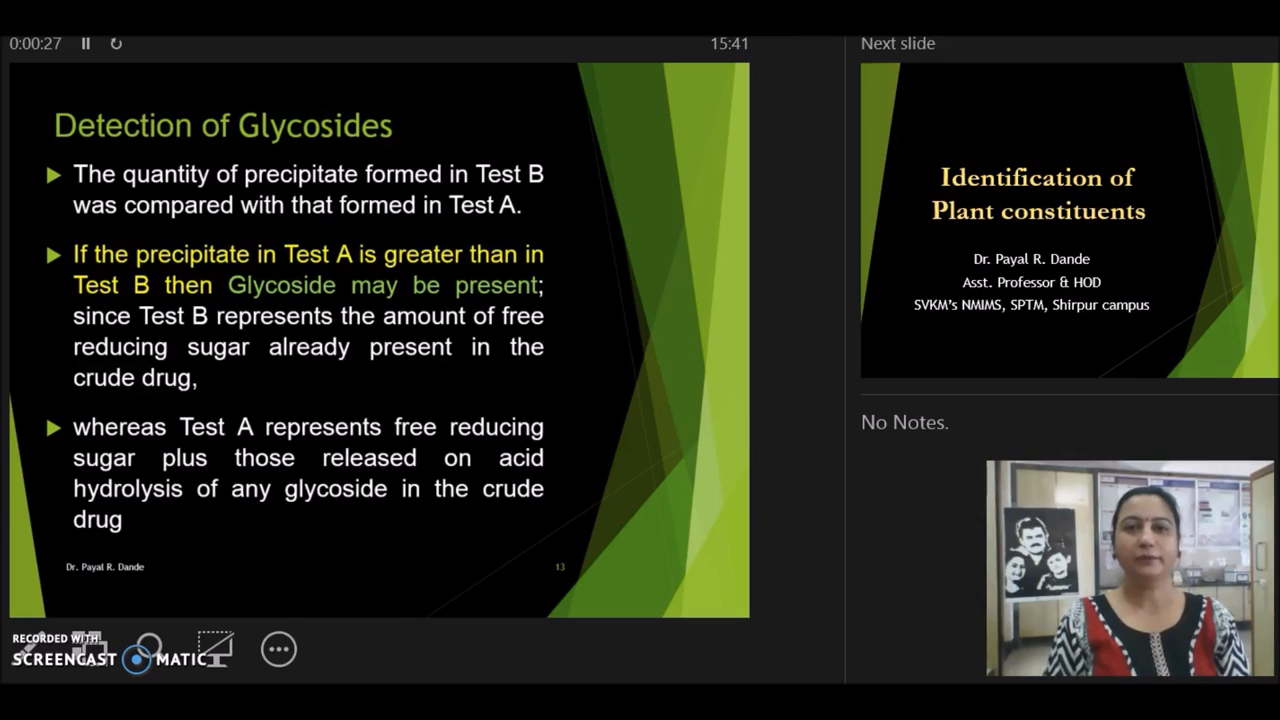 0:00:27
15:41
Next slide
Detection of Glycosides
The quantity of precipitate formed in Test B
was compared with that formed in Test A.
If the precipitate in Test A is greater than in
Test B then Glycoside may be present;
since Test B represents the amount of free
reducing sugar already present in the
crude drug,
whereas Test A represents free reducing
sugar plus those released on acid
hydrolysis of any glycoside in the crude
drug
Dr. Payal R. Dande
13
Identification of
Plant constituents
Dr. Payal R. Dande
Asst. Professor & HOD
SVKM's NMIMS, SPTM, Shirpur campus
No Notes.
RECORDED WITH
SCREENCAST MATIC